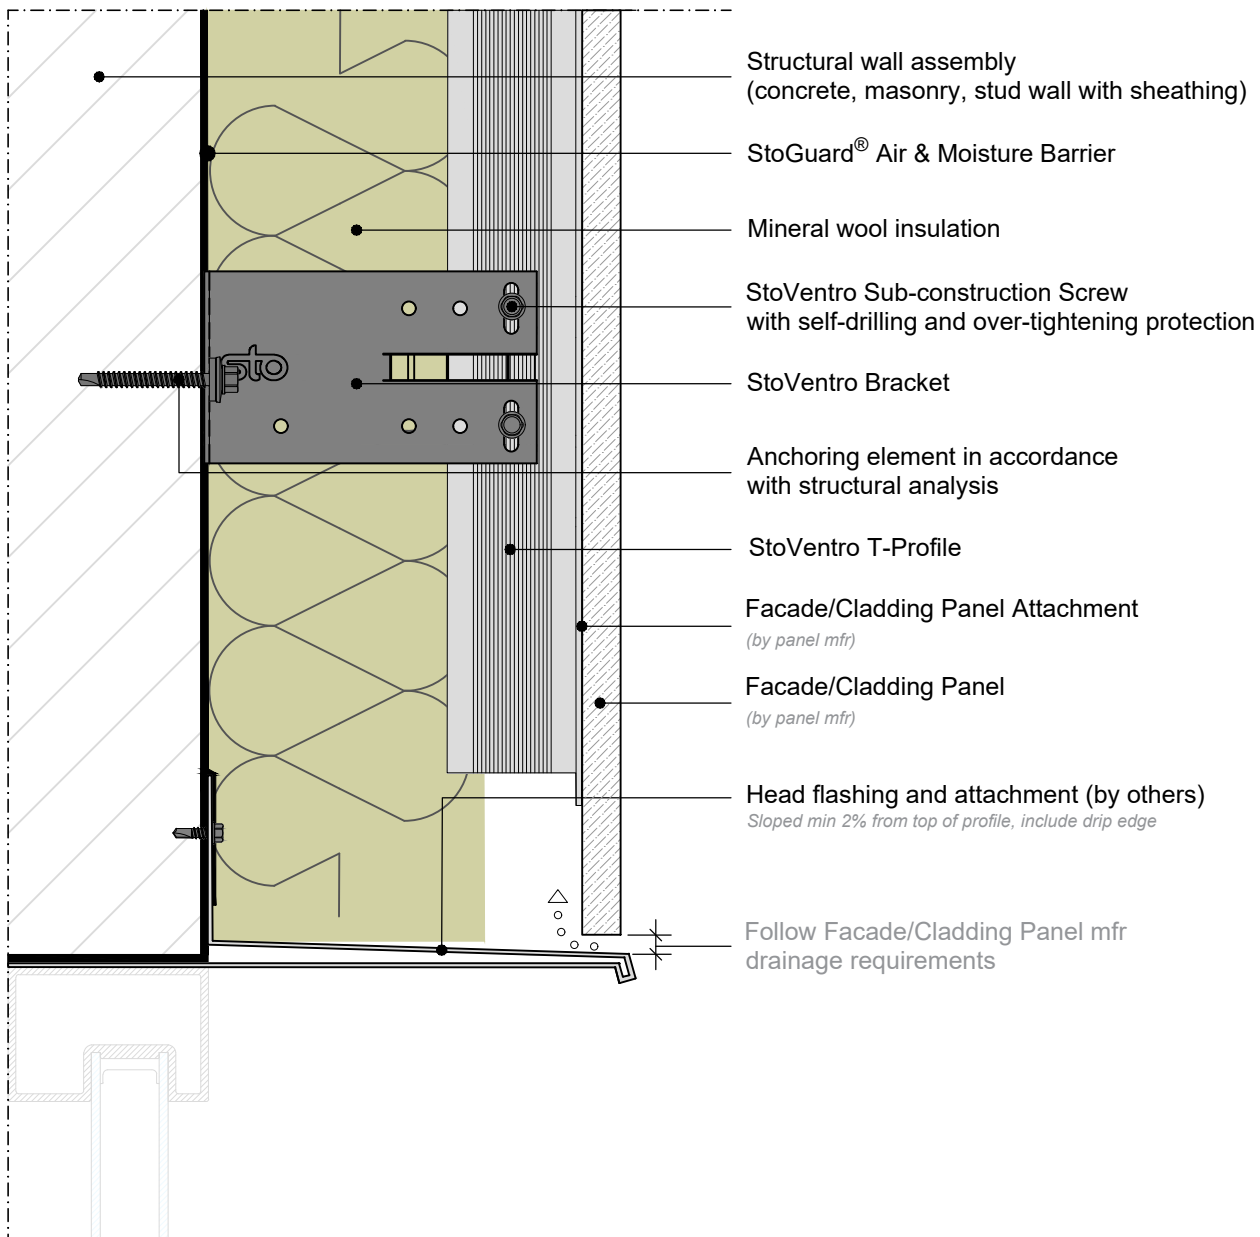 Structural wall assembly
(concrete, masonry, stud wall with sheathing)
StoGuard® Air & Moisture Barrier
Mineral wool insulation
StoVentro Sub-construction Screw
with self-drilling and over-tightening protection
sto
StoVentro Bracket
Anchoring element in accordance
with structural analysis
StoVentro T-Profile
Facade/Cladding Panel Attachment
(by panel mfr)
Facade/Cladding Panel
(by panel mfr)
Head flashing and attachment (by others)
Sloped min 2% from top of profile, include drip edge
Follow Facade/Cladding Panel mfr
drainage requirements